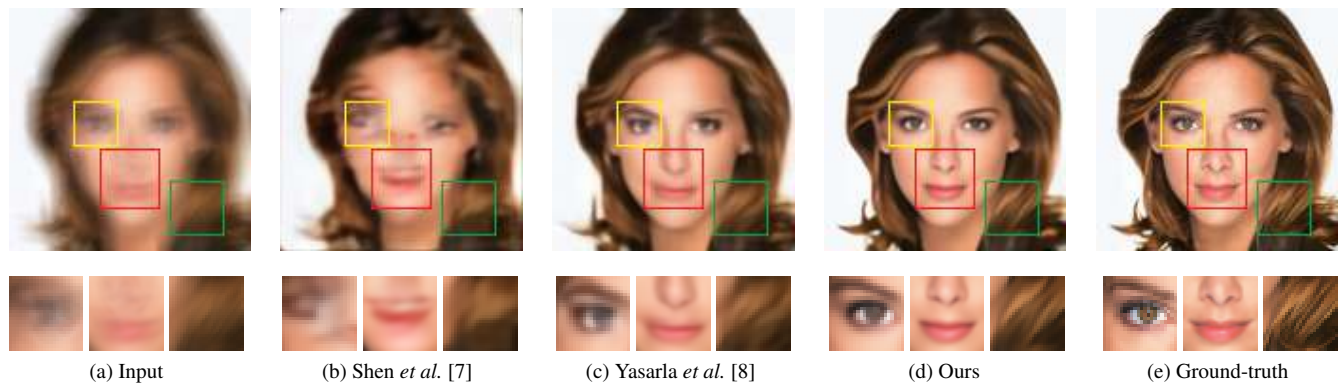 (a) Input
(b) Shen et al. [7]
(c) Yasarla et al. [8]
(d) Ours
(e) Ground-truth